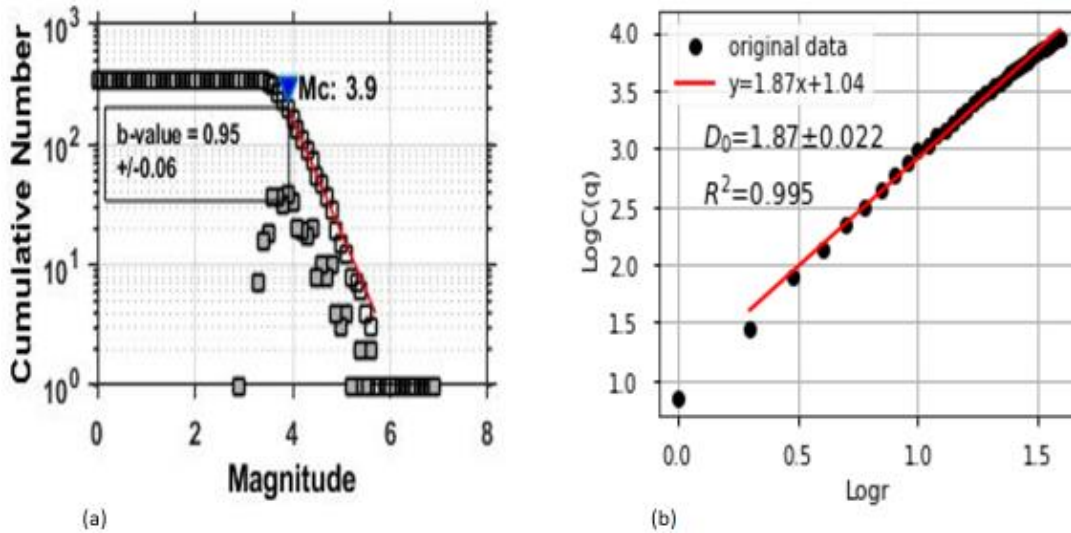 Cumulative Number
10³
10²
10¹
10⁰
Mc: 3.9
b-value = 0.95
+/-0.06
0 2 4 6 8
Magnitude
(a)
LogC(q)
4.0
3.5
3.0
2.5
2.0
1.5
1.0
original data
y=1.87x+1.04
D₀=1.87±0.022
R²=0.995
0.0 0.5 1.0 1.5
Logr
(b)